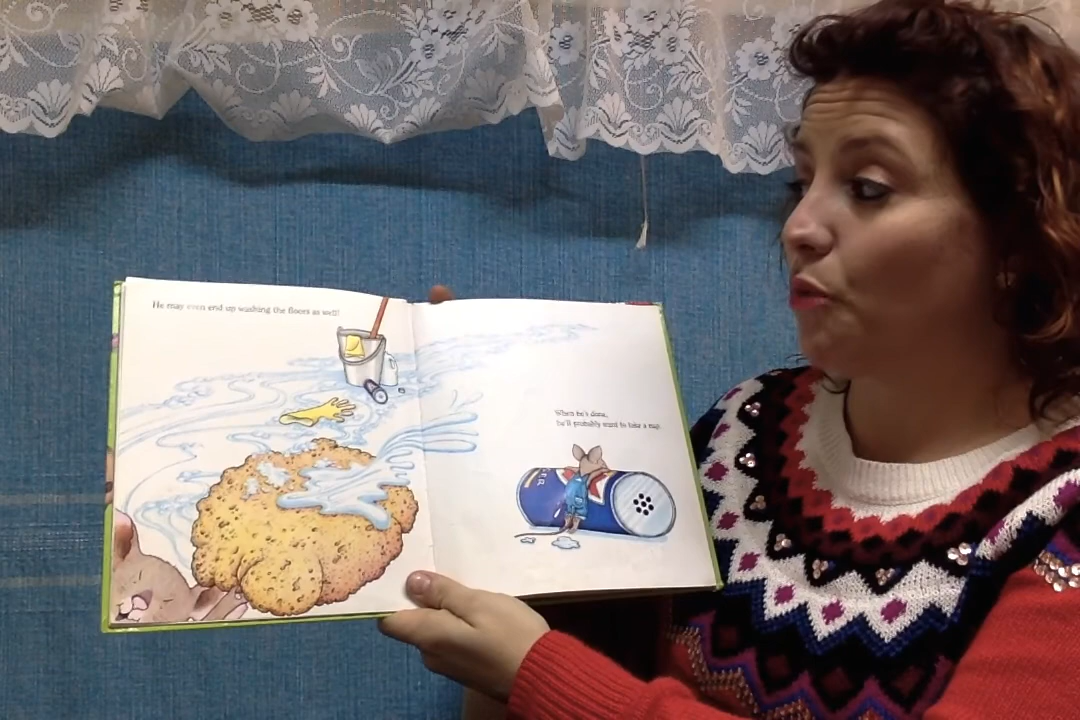 He may even end up washing the floors as well!
When he's done,
he'll probably want to take a nap.